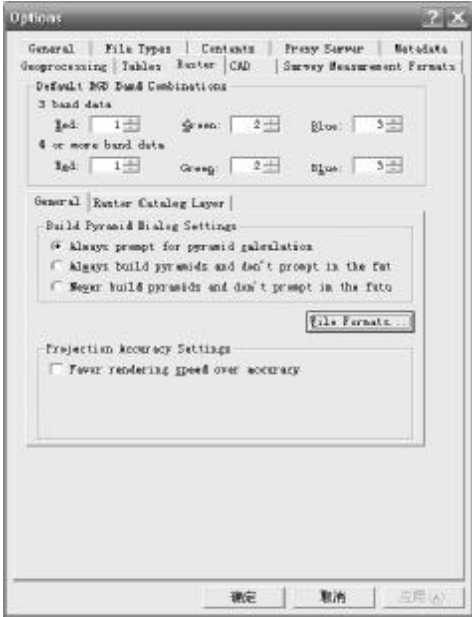 Options
General File Types Contents Proxy Server Metadata
Geoprocessing Tables Raster CAD Survey Measurement Formats
Default RGB Band Combinations
3 band data
Red: 1 Green: 2 Blue: 3
4 or more band data
Red: 1 Green: 2 Blue: 3
General Raster Catalog Layer
Build Pyramid Dialog Settings
Always prompt for pyramid calculation
Always build pyramids and don't prompt in the fut
Never build pyramids and don't prompt in the futu
File Formats...
Projection Accuracy Settings
Favor rendering speed over accuracy
确定 取消 应用(A)